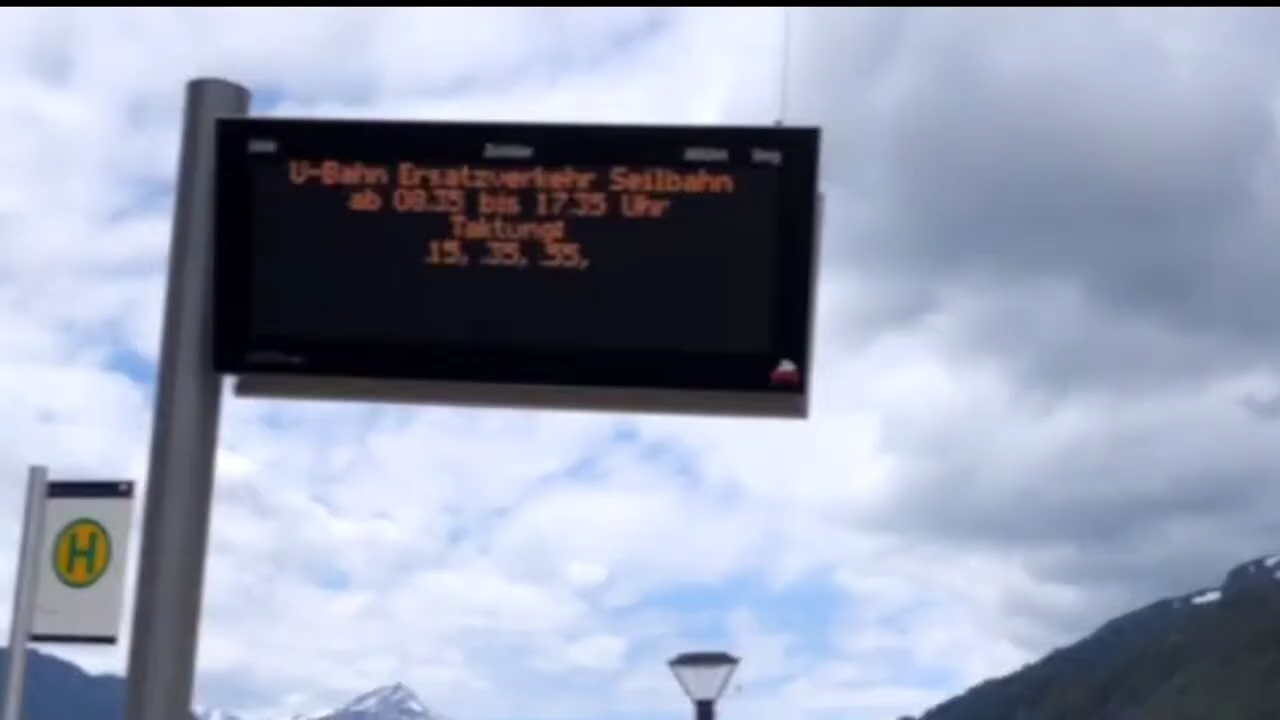 U-Bahn Ersatzverkehr Seilbahn
ab 08.35 bis 17.35 Uhr
Taktung:
.15, .35, .55,
H